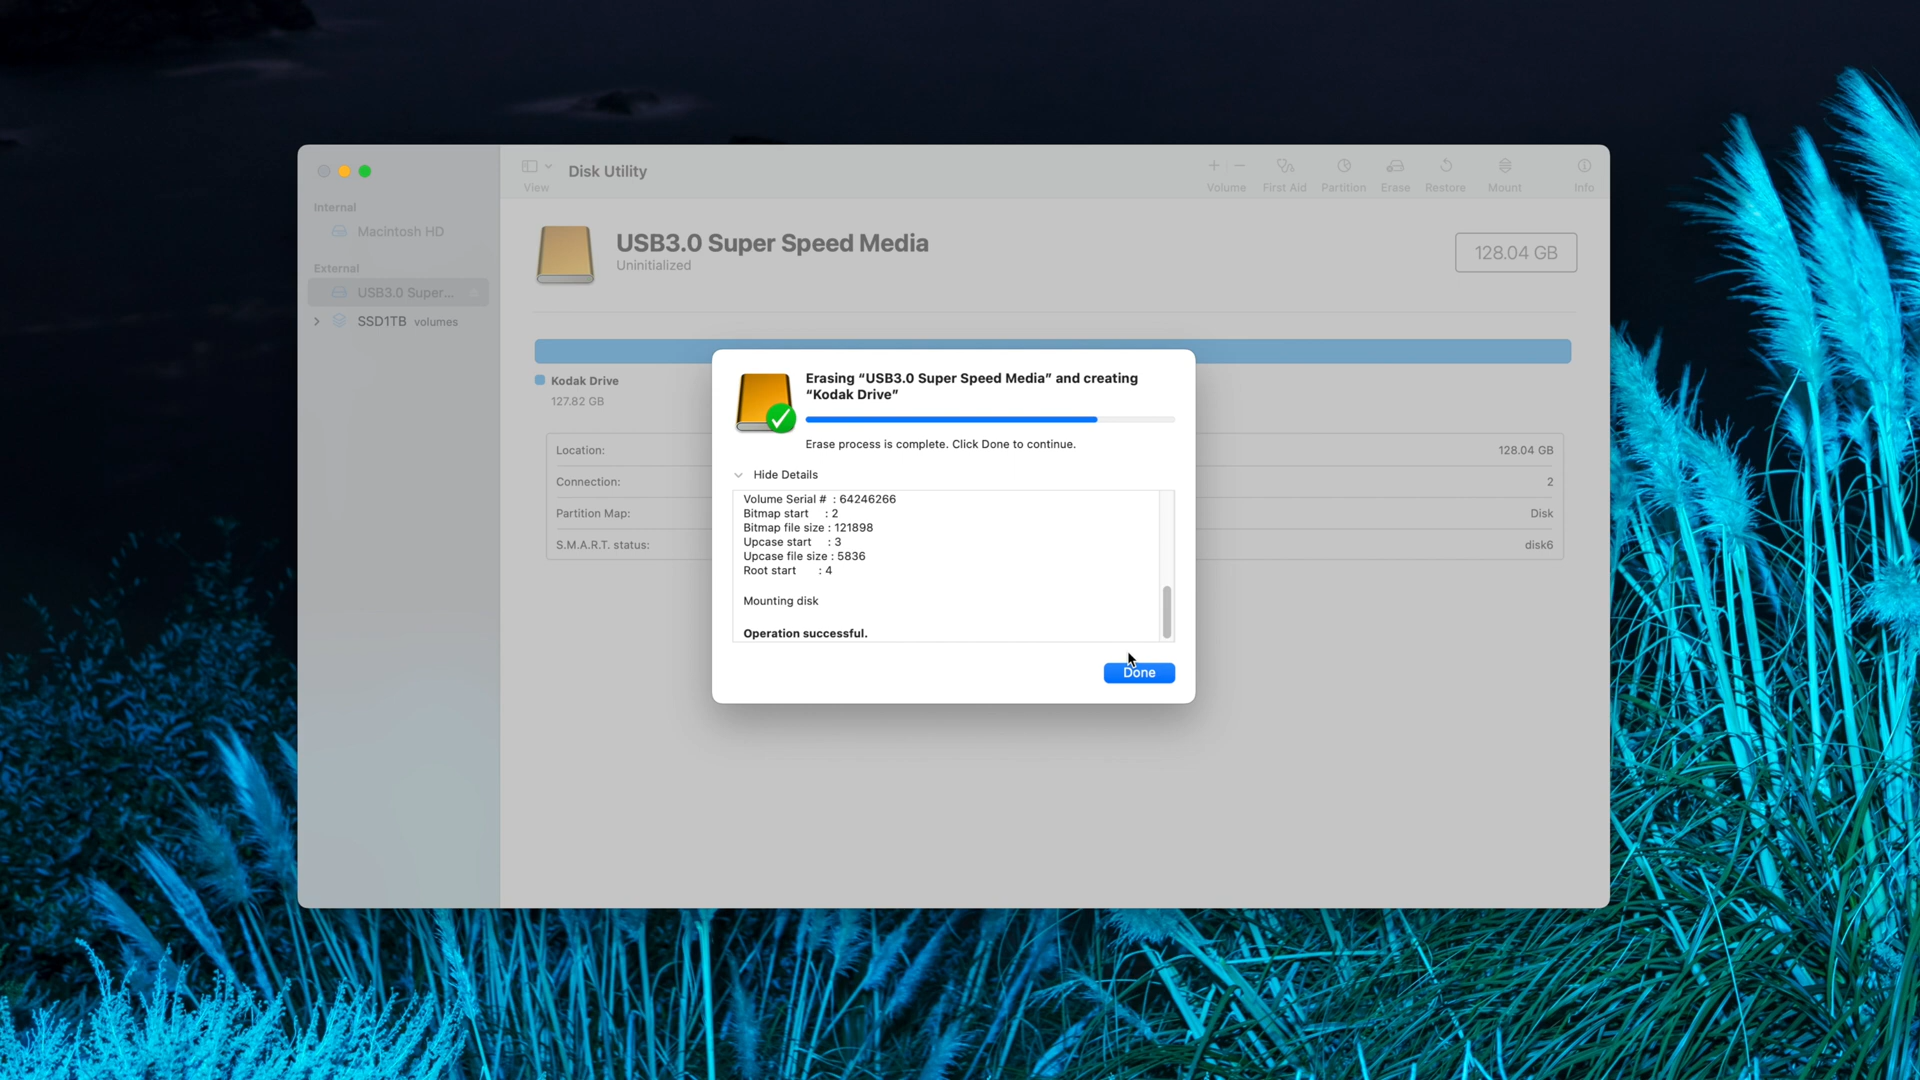 Disk Utility
View
Volume
First Aid
Partition
Erase
Restore
Mount
Info
Internal
Macintosh HD
External
USB3.0 Super...
SSD1TB volumes
USB3.0 Super Speed Media
Uninitialized
128.04 GB
Kodak Drive
127.82 GB
Location:
128.04 GB
Connection:
2
Partition Map:
Disk
S.M.A.R.T. status:
disk6
Erasing “USB3.0 Super Speed Media” and creating
“Kodak Drive”
Erase process is complete. Click Done to continue.
Hide Details
Volume Serial # : 64246266
Bitmap start : 2
Bitmap file size : 121898
Upcase start : 3
Upcase file size : 5836
Root start : 4
Mounting disk
Operation successful.
Done